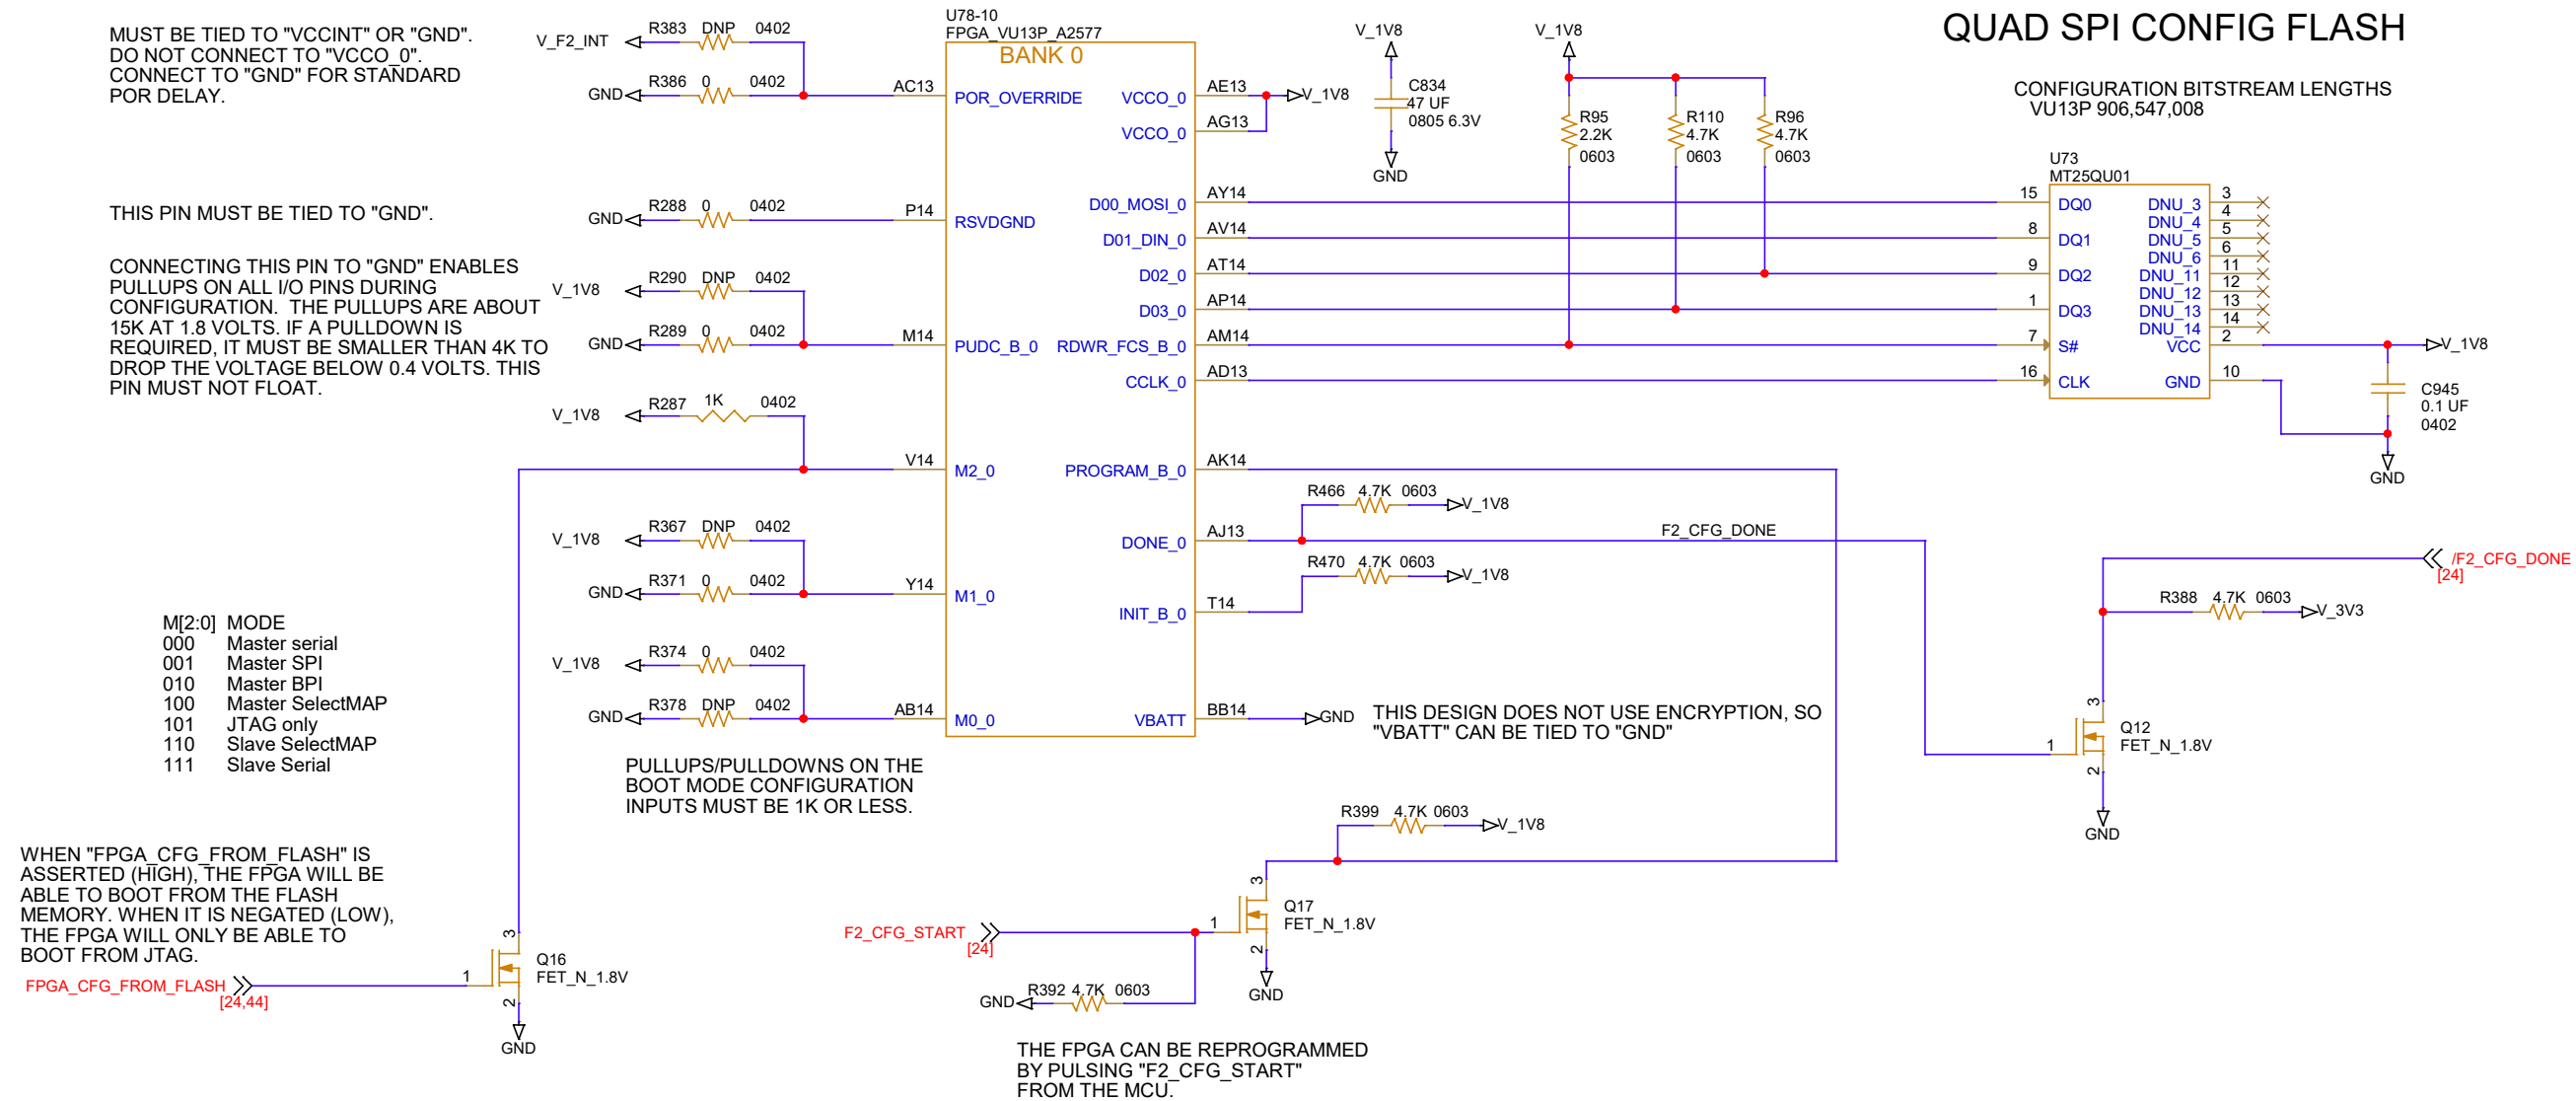 QUAD SPI CONFIG FLASH
CONFIGURATION BITSTREAM LENGTHS
VU13P 906,547,008
MUST BE TIED TO "VCCINT" OR "GND".
DO NOT CONNECT TO "VCCO_0".
CONNECT TO "GND" FOR STANDARD
POR DELAY.
THIS PIN MUST BE TIED TO "GND".
CONNECTING THIS PIN TO "GND" ENABLES
PULLUPS ON ALL I/O PINS DURING
CONFIGURATION. THE PULLUPS ARE ABOUT
15K AT 1.8 VOLTS. IF A PULLDOWN IS
REQUIRED, IT MUST BE SMALLER THAN 4K TO
DROP THE VOLTAGE BELOW 0.4 VOLTS. THIS
PIN MUST NOT FLOAT.
M[2:0] MODE
000 Master serial
001 Master SPI
010 Master BPI
100 Master SelectMAP
101 JTAG only
110 Slave SelectMAP
111 Slave Serial
WHEN "FPGA_CFG_FROM_FLASH" IS
ASSERTED (HIGH), THE FPGA WILL BE
ABLE TO BOOT FROM THE FLASH
MEMORY. WHEN IT IS NEGATED (LOW),
THE FPGA WILL ONLY BE ABLE TO
BOOT FROM JTAG.
FPGA_CFG_FROM_FLASH
[24,44]
1
3
2
Q16
FET_N_1.8V
GND
V_F2_INT
R383 DNP 0402
GND
R386 0 0402
GND
R288 0 0402
V_1V8
R290 DNP 0402
GND
R289 0 0402
V_1V8
R287 1K 0402
V_1V8
R367 DNP 0402
GND
R371 0 0402
V_1V8
R374 0 0402
GND
R378 DNP 0402
PULLUPS/PULLDOWNS ON THE
BOOT MODE CONFIGURATION
INPUTS MUST BE 1K OR LESS.
U78-10
FPGA_VU13P_A2577
BANK 0
AC13 POR_OVERRIDE
P14 RSVDGND
M14 PUDC_B_0
V14 M2_0
Y14 M1_0
AB14 M0_0
VCCO_0 AE13
V_1V8
VCCO_0 AG13
D00_MOSI_0 AY14
D01_DIN_0 AV14
D02_0 AT14
D03_0 AP14
RDWR_FCS_B_0 AM14
CCLK_0 AD13
PROGRAM_B_0 AK14
DONE_0 AJ13
INIT_B_0 T14
VBATT BB14
GND
V_1V8
C834
47 UF
0805 6.3V
GND
V_1V8
R95
2.2K
0603
R110
4.7K
0603
R96
4.7K
0603
R466 4.7K 0603
V_1V8
F2_CFG_DONE
R470 4.7K 0603
V_1V8
THIS DESIGN DOES NOT USE ENCRYPTION, SO
"VBATT" CAN BE TIED TO "GND"
R399 4.7K 0603
V_1V8
F2_CFG_START
[24]
1
3
2
Q17
FET_N_1.8V
GND
GND
R392 4.7K 0603
THE FPGA CAN BE REPROGRAMMED
BY PULSING "F2_CFG_START"
FROM THE MCU.
U73
MT25QU01
15 DQ0
8 DQ1
9 DQ2
1 DQ3
7 S#
16 CLK
DNU_3 3
DNU_4 4
DNU_5 5
DNU_6 6
DNU_11 11
DNU_12 12
DNU_13 13
DNU_14 14
VCC 2
GND 10
V_1V8
C945
0.1 UF
0402
GND
/F2_CFG_DONE
[24]
R388 4.7K 0603
V_3V3
1
3
2
Q12
FET_N_1.8V
GND